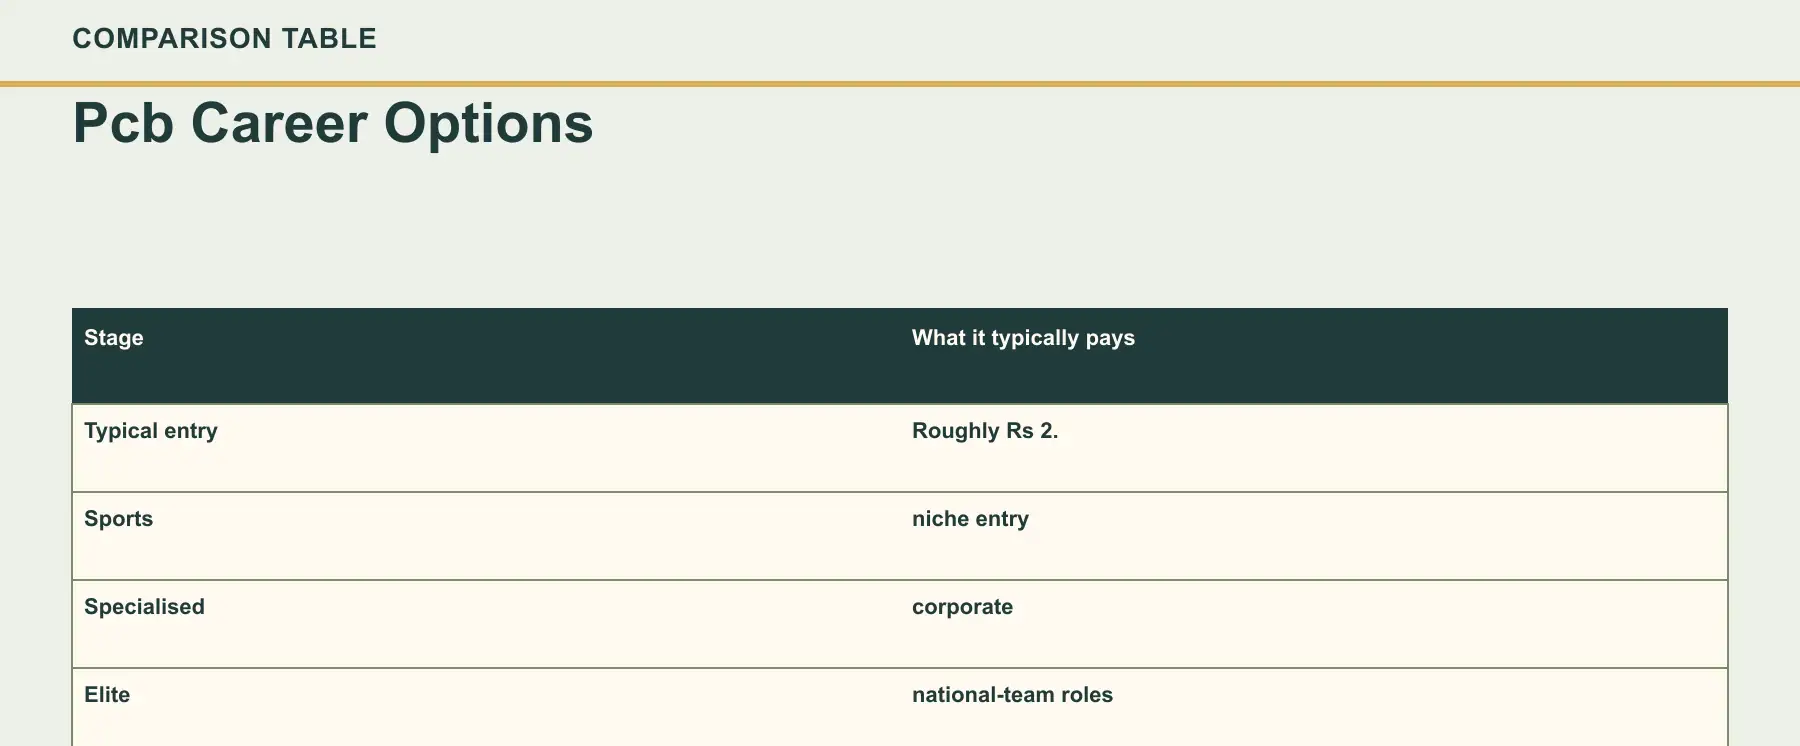 COMPARISON TABLE
Pcb Career Options
Stage What it typically pays
Typical entry Roughly Rs 2.
Sports niche entry
Specialised corporate
Elite national-team roles